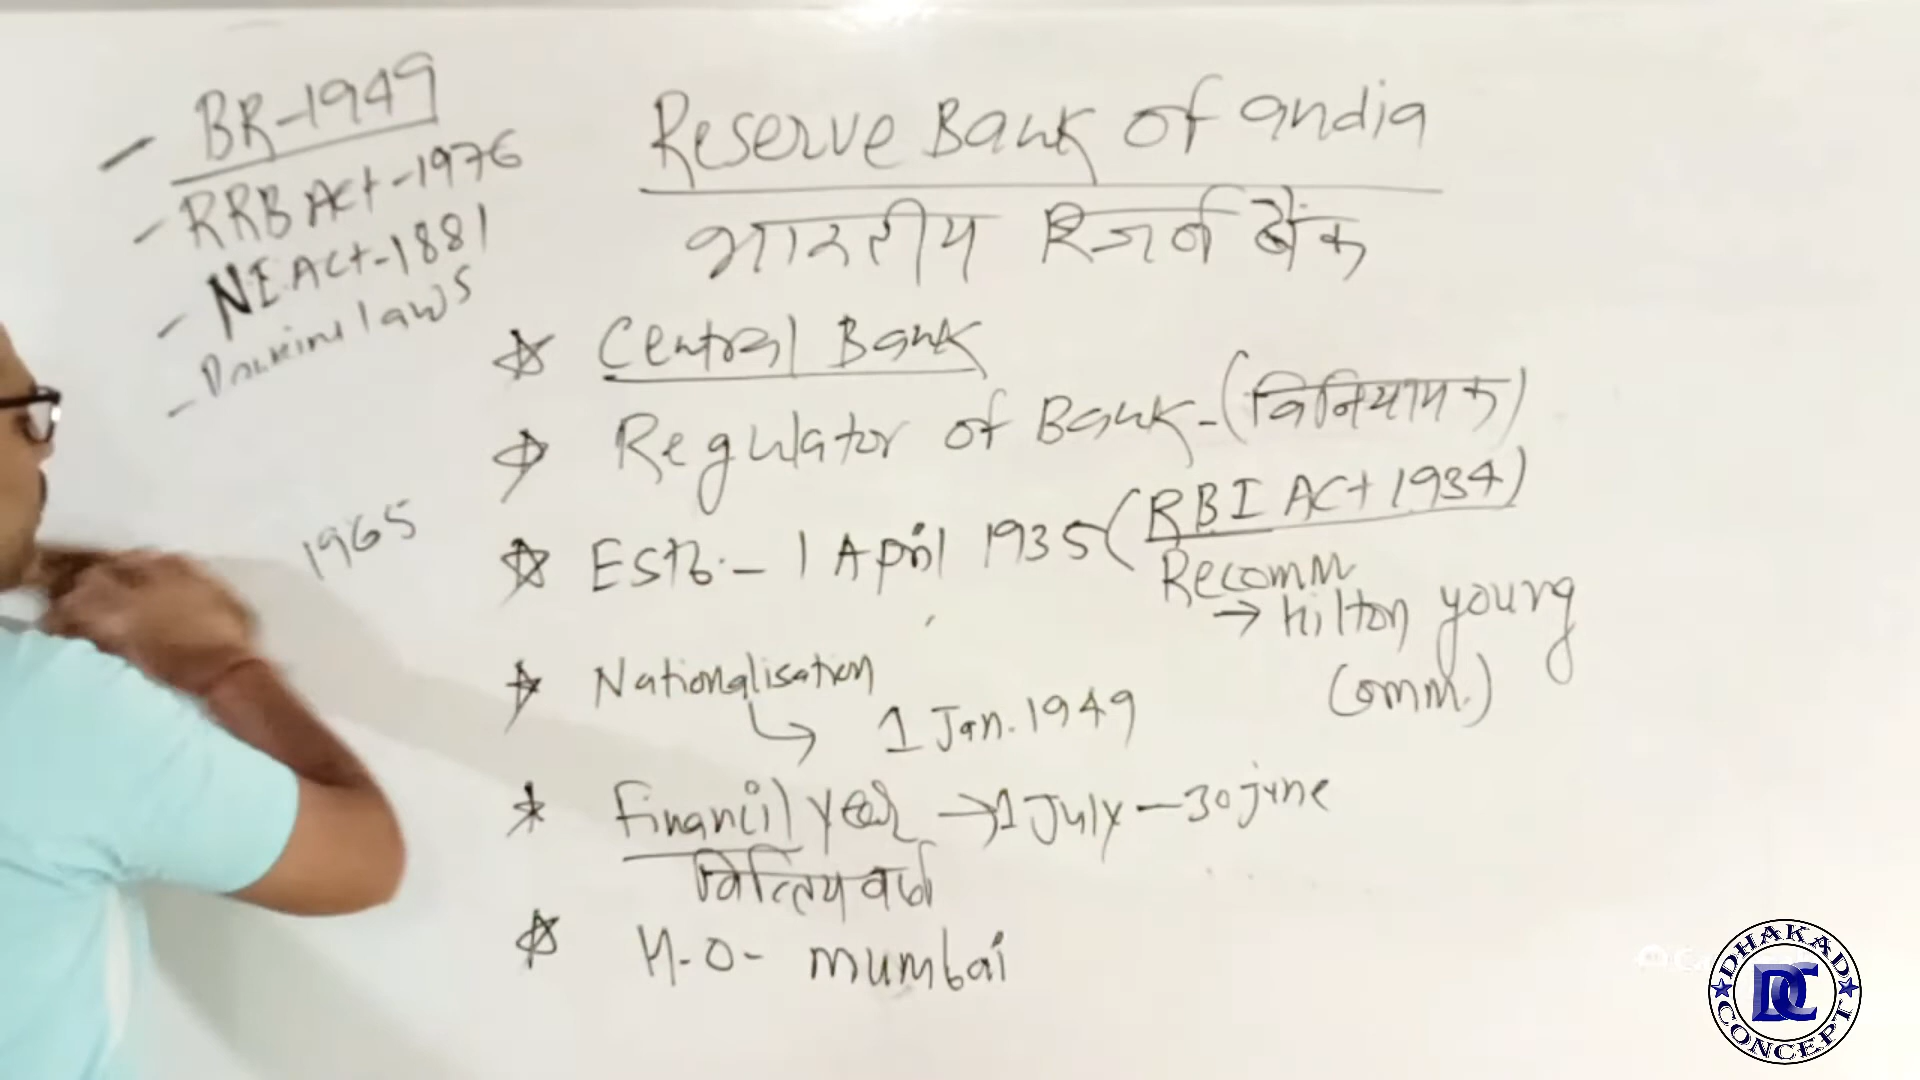 BR-1949
RRB Act-1976
NE Act-1881
laws
1965
Reserve Bank of India
भारतीय रिजर्व बैंक
Central Bank
Regulator of Bank-(विनियामक)
Estb.- 1 April 1935 (RBI Act 1934)
Recomm
→ hilton young
Comm.)
Nationalisation
↳ 1 Jan. 1949
Financil year → 1 July - 30 june
वित्तिय वर्ष
H.O- mumbai
DHAKAD
DC
CONCEPT